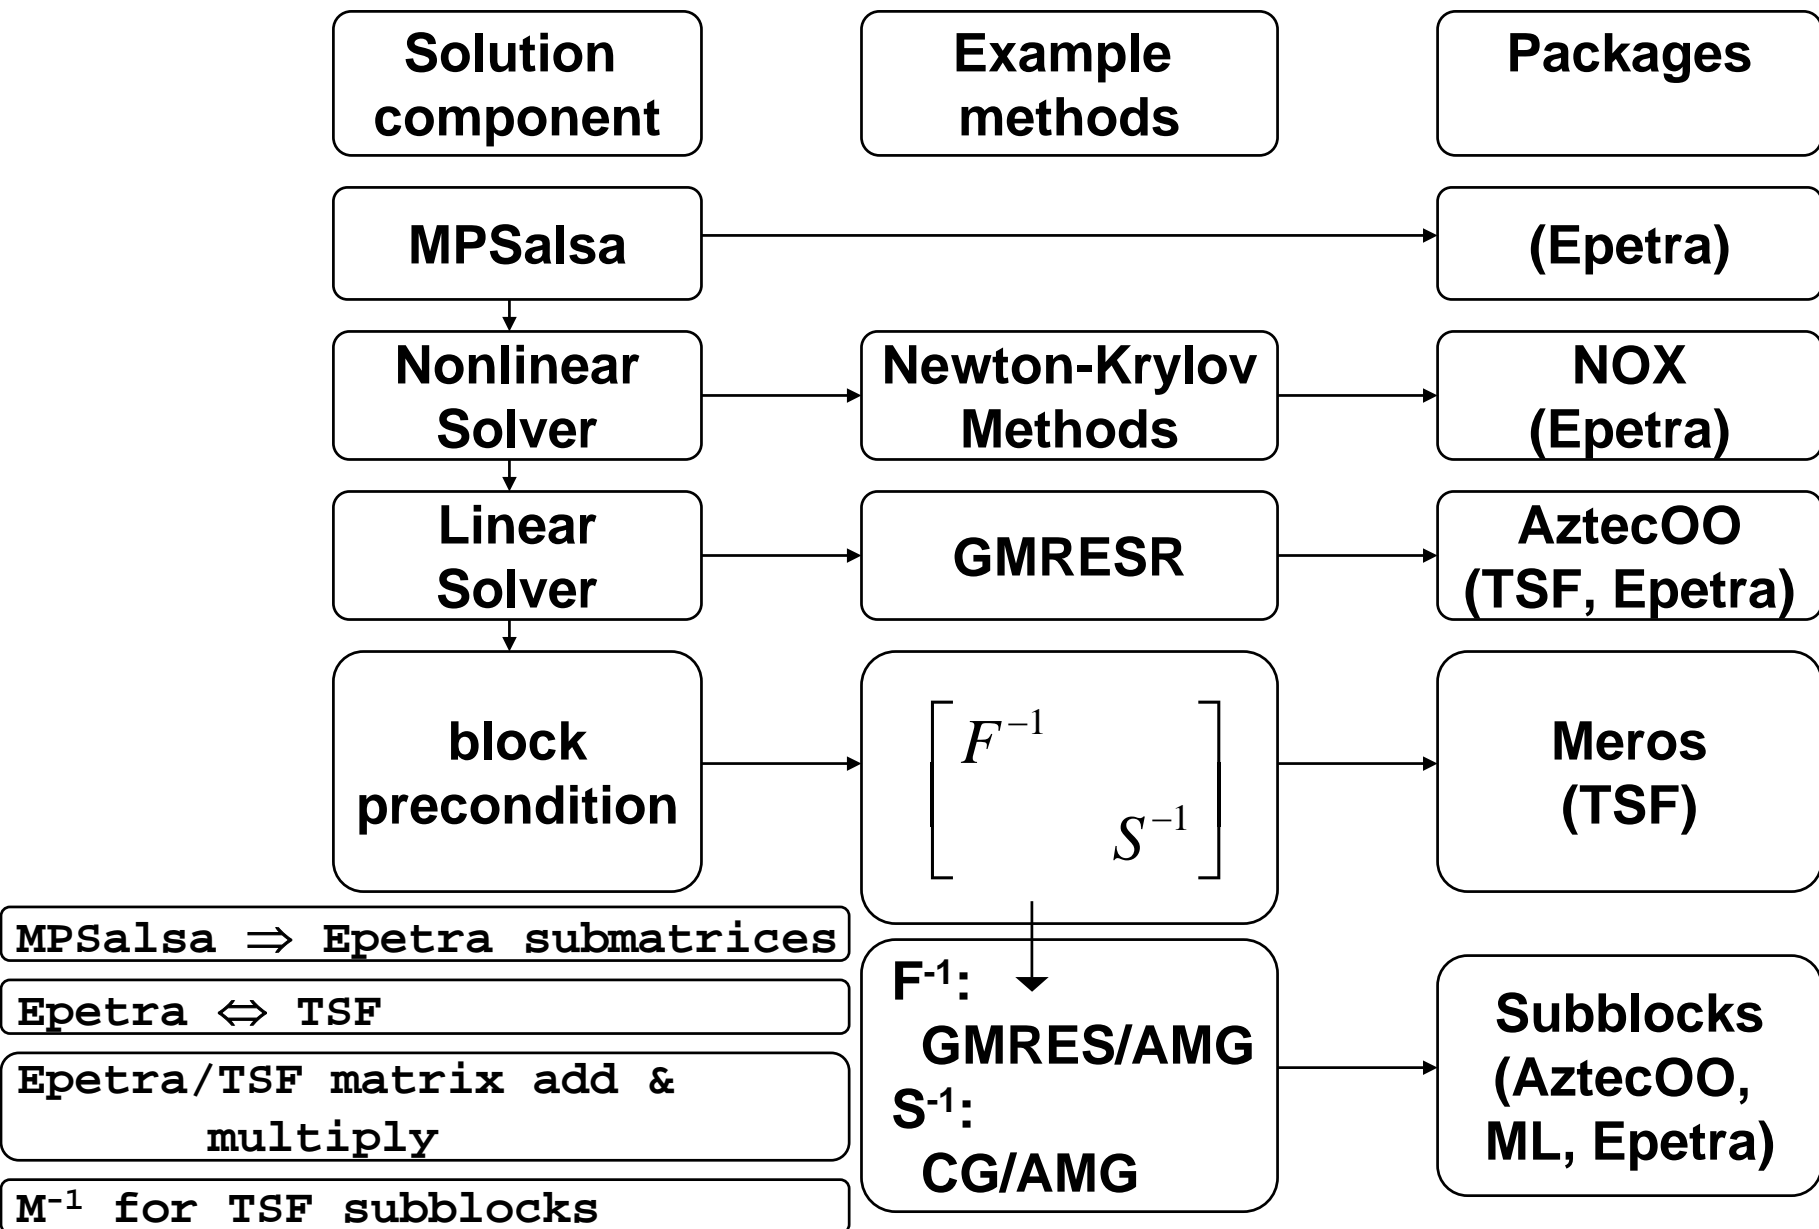 Solution
component
Example
methods
Packages
MPSalsa
(Epetra)
Nonlinear
Solver
Newton-Krylov
Methods
NOX
(Epetra)
Linear
Solver
GMRESR
AztecOO
(TSF, Epetra)
block
precondition
F⁻¹
S⁻¹
Meros
(TSF)
MPSalsa ⇒ Epetra submatrices
Epetra ⇔ TSF
Epetra/TSF matrix add &
multiply
M⁻¹ for TSF subblocks
F⁻¹:
GMRES/AMG
S⁻¹:
CG/AMG
Subblocks
(AztecOO,
ML, Epetra)